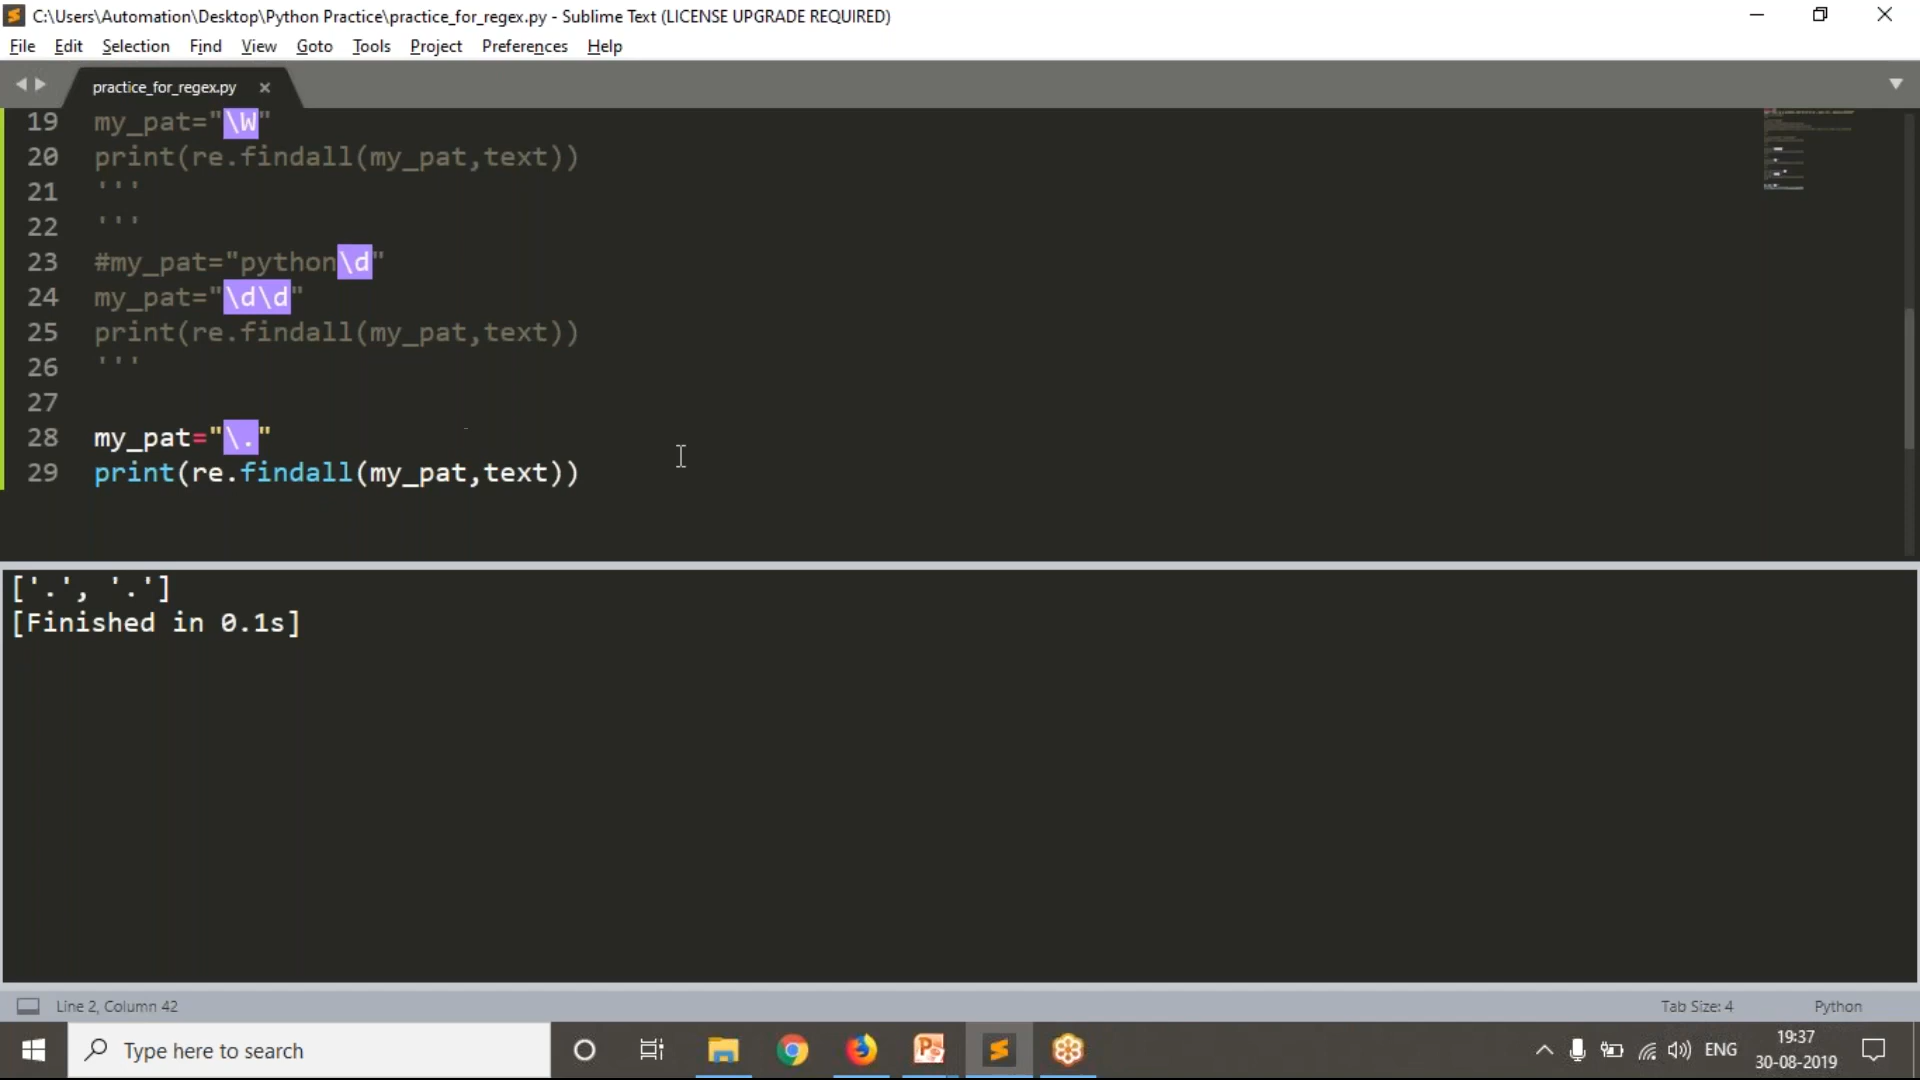 C:\Users\Automation\Desktop\Python Practice\practice_for_regex.py - Sublime Text (LICENSE UPGRADE REQUIRED)
File Edit Selection Find View Goto Tools Project Preferences Help
practice_for_regex.py ×
19 my_pat="\W"
20 print(re.findall(my_pat,text))
21 '''
22 '''
23 #my_pat="python\d"
24 my_pat="\d\d"
25 print(re.findall(my_pat,text))
26 '''
27
28 my_pat="\."
29 print(re.findall(my_pat,text))
['.', '.']
[Finished in 0.1s]
Line 2, Column 42 Tab Size: 4 Python
Type here to search
ENG
19:37
30-08-2019